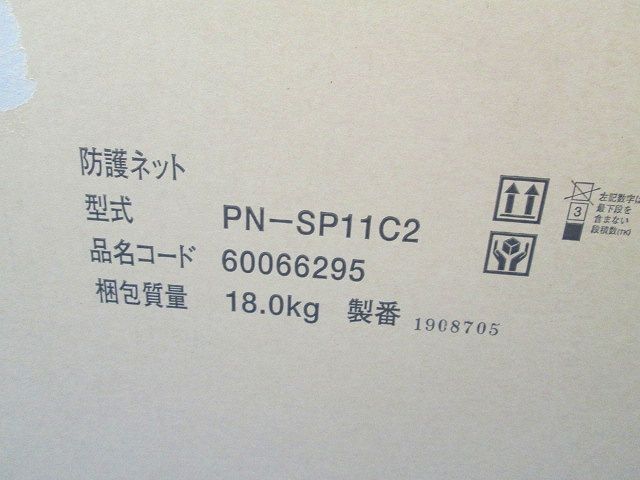 防護ネット
型式 PN－SP11C2
品名コード 60066295
梱包質量 18.0kg 製番 1908705
3
左記数字は
最下段を
含まない
段積数(mx)